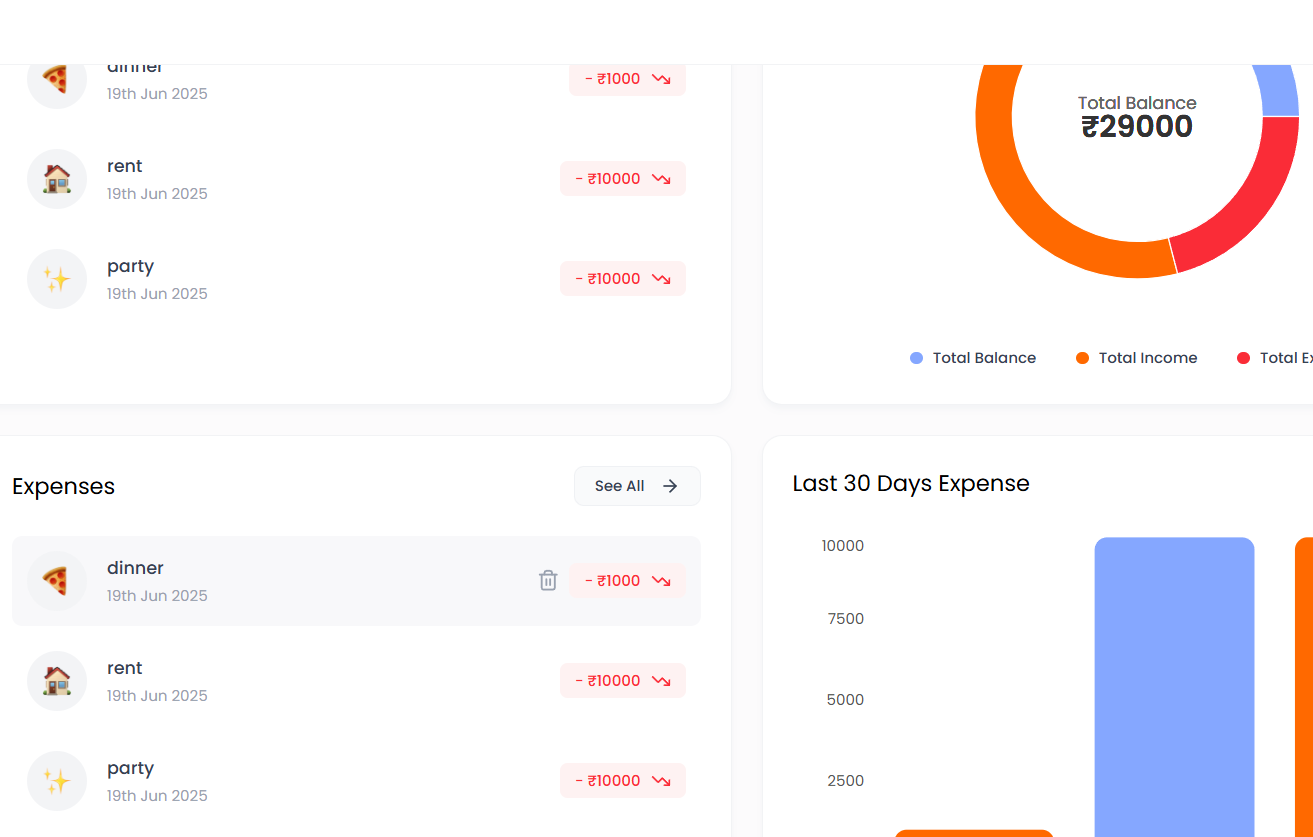 dinner
19th Jun 2025
- ₹1000
rent
19th Jun 2025
- ₹10000
party
19th Jun 2025
- ₹10000
Total Balance
₹29000
Total Balance
Total Income
Total Ex
Expenses
See All
dinner
19th Jun 2025
- ₹1000
rent
19th Jun 2025
- ₹10000
party
19th Jun 2025
- ₹10000
Last 30 Days Expense
10000
7500
5000
2500